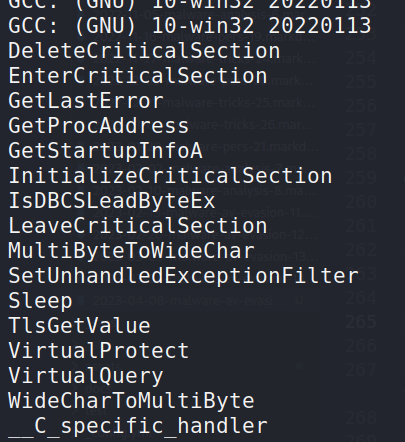 GCC: (GNU) 10-win32 20220113
GCC: (GNU) 10-win32 20220113
DeleteCriticalSection
EnterCriticalSection
GetLastError
GetProcAddress
GetStartupInfoA
InitializeCriticalSection
IsDBCSLeadByteEx
LeaveCriticalSection
MultiByteToWideChar
SetUnhandledExceptionFilter
Sleep
TlsGetValue
VirtualProtect
VirtualQuery
WideCharToMultiByte
__C_specific_handler